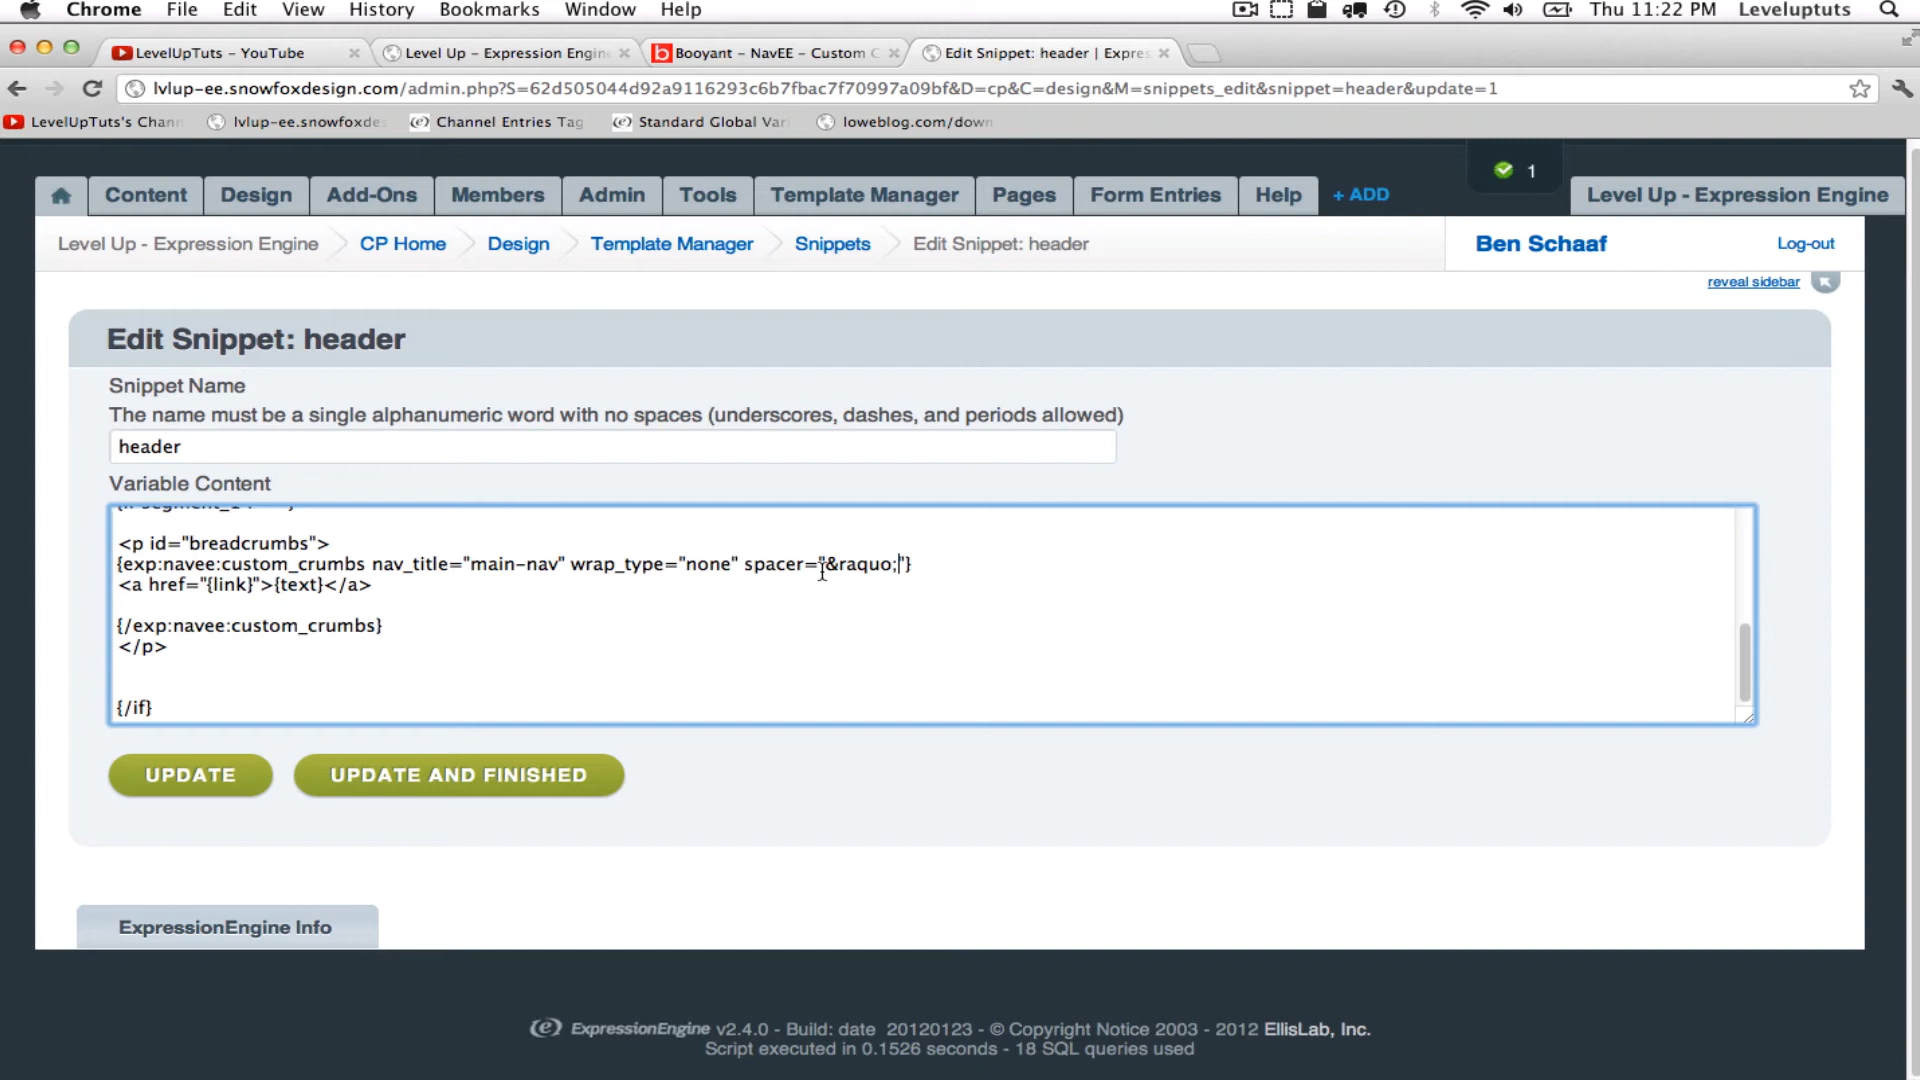 Chrome File Edit View History Bookmarks Window Help Thu 11:22 PM Leveluptuts
LevelUpTuts – YouTube Level Up – Expression Engin Booyant – NavEE – Custom C Edit Snippet: header | Expres
lvlup-ee.snowfoxdesign.com/admin.php?S=62d505044d92a9116293c6b7fbac7f70997a09bf&D=cp&C=design&M=snippets_edit&snippet=header&update=1
LevelUpTuts's Chann lvlup-ee.snowfoxde Channel Entries Tag Standard Global Var loweblog.com/down
1
Content Design Add-Ons Members Admin Tools Template Manager Pages Form Entries Help + ADD Level Up - Expression Engine
Level Up - Expression Engine CP Home Design Template Manager Snippets Edit Snippet: header Ben Schaaf Log-out
reveal sidebar
Edit Snippet: header
Snippet Name
The name must be a single alphanumeric word with no spaces (underscores, dashes, and periods allowed)
header
Variable Content
<p id="breadcrumbs">
{exp:navee:custom_crumbs nav_title="main-nav" wrap_type="none" spacer="&raquo;"}
<a href="{link}">{text}</a>
{/exp:navee:custom_crumbs}
</p>
{/if}
UPDATE UPDATE AND FINISHED
ExpressionEngine Info
ExpressionEngine v2.4.0 - Build: date 20120123 - © Copyright Notice 2003 - 2012 EllisLab, Inc.
Script executed in 0.1526 seconds - 18 SQL queries used